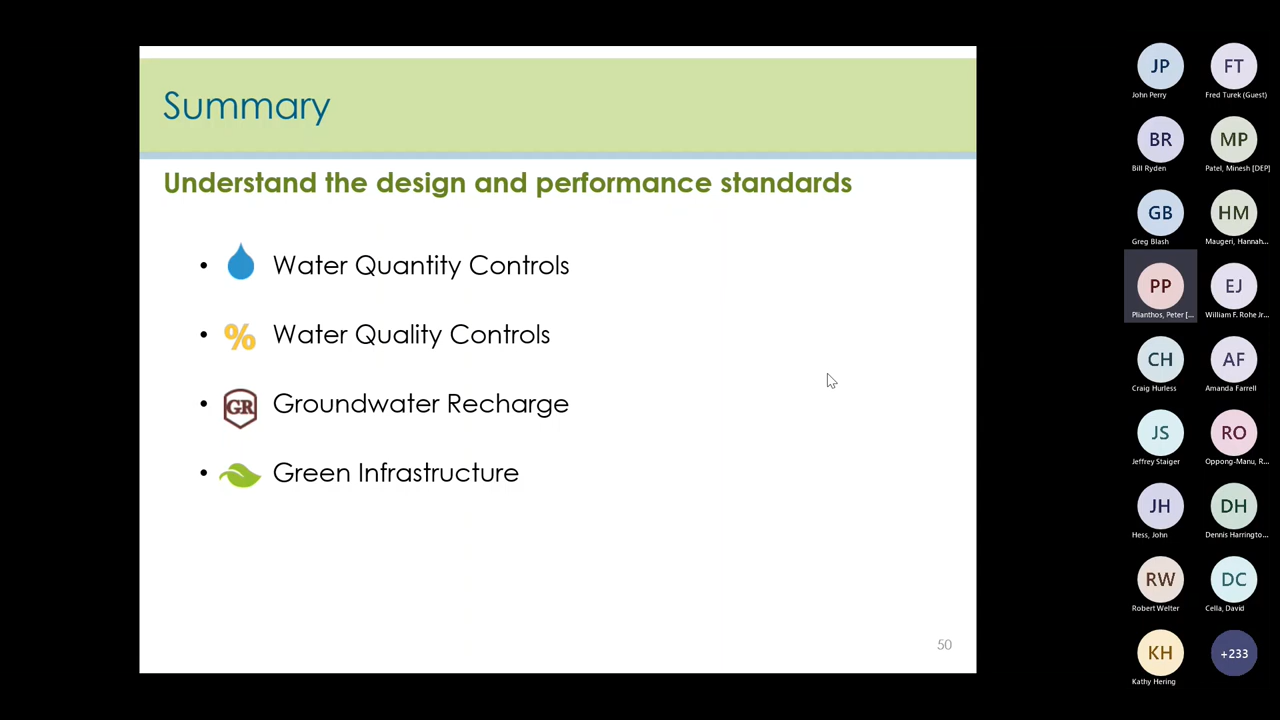 Summary
Understand the design and performance standards
• Water Quantity Controls
• % Water Quality Controls
• GR Groundwater Recharge
• Green Infrastructure
50
JP
John Perry
FT
Fred Turek (Guest)
BR
Bill Ryden
MP
Patel, Minesh [DEP]
GB
Greg Blash
HM
Maugeri, Hannah...
PP
Plianthos, Peter [...
EJ
William F. Rohe Jr...
CH
Craig Hurless
AF
Amanda Farrell
JS
Jeffrey Staiger
RO
Oppong-Manu, R...
JH
Hess, John
DH
Dennis Harringto...
RW
Robert Welter
DC
Cella, David
KH
Kathy Hering
+233